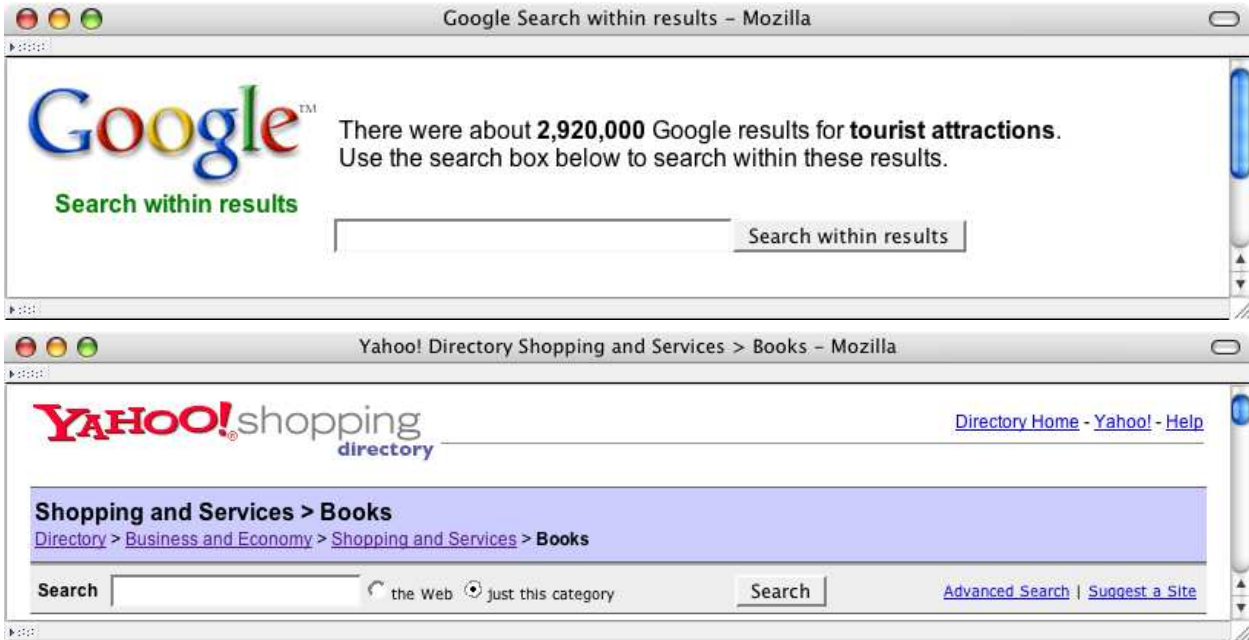 Google Search within results – Mozilla
Google™
There were about 2,920,000 Google results for tourist attractions.
Use the search box below to search within these results.
Search within results
Search within results
Yahoo! Directory Shopping and Services > Books – Mozilla
YAHOO!® shopping
directory
Directory Home - Yahoo! - Help
Shopping and Services > Books
Directory > Business and Economy > Shopping and Services > Books
Search the Web just this category Search Advanced Search | Suggest a Site